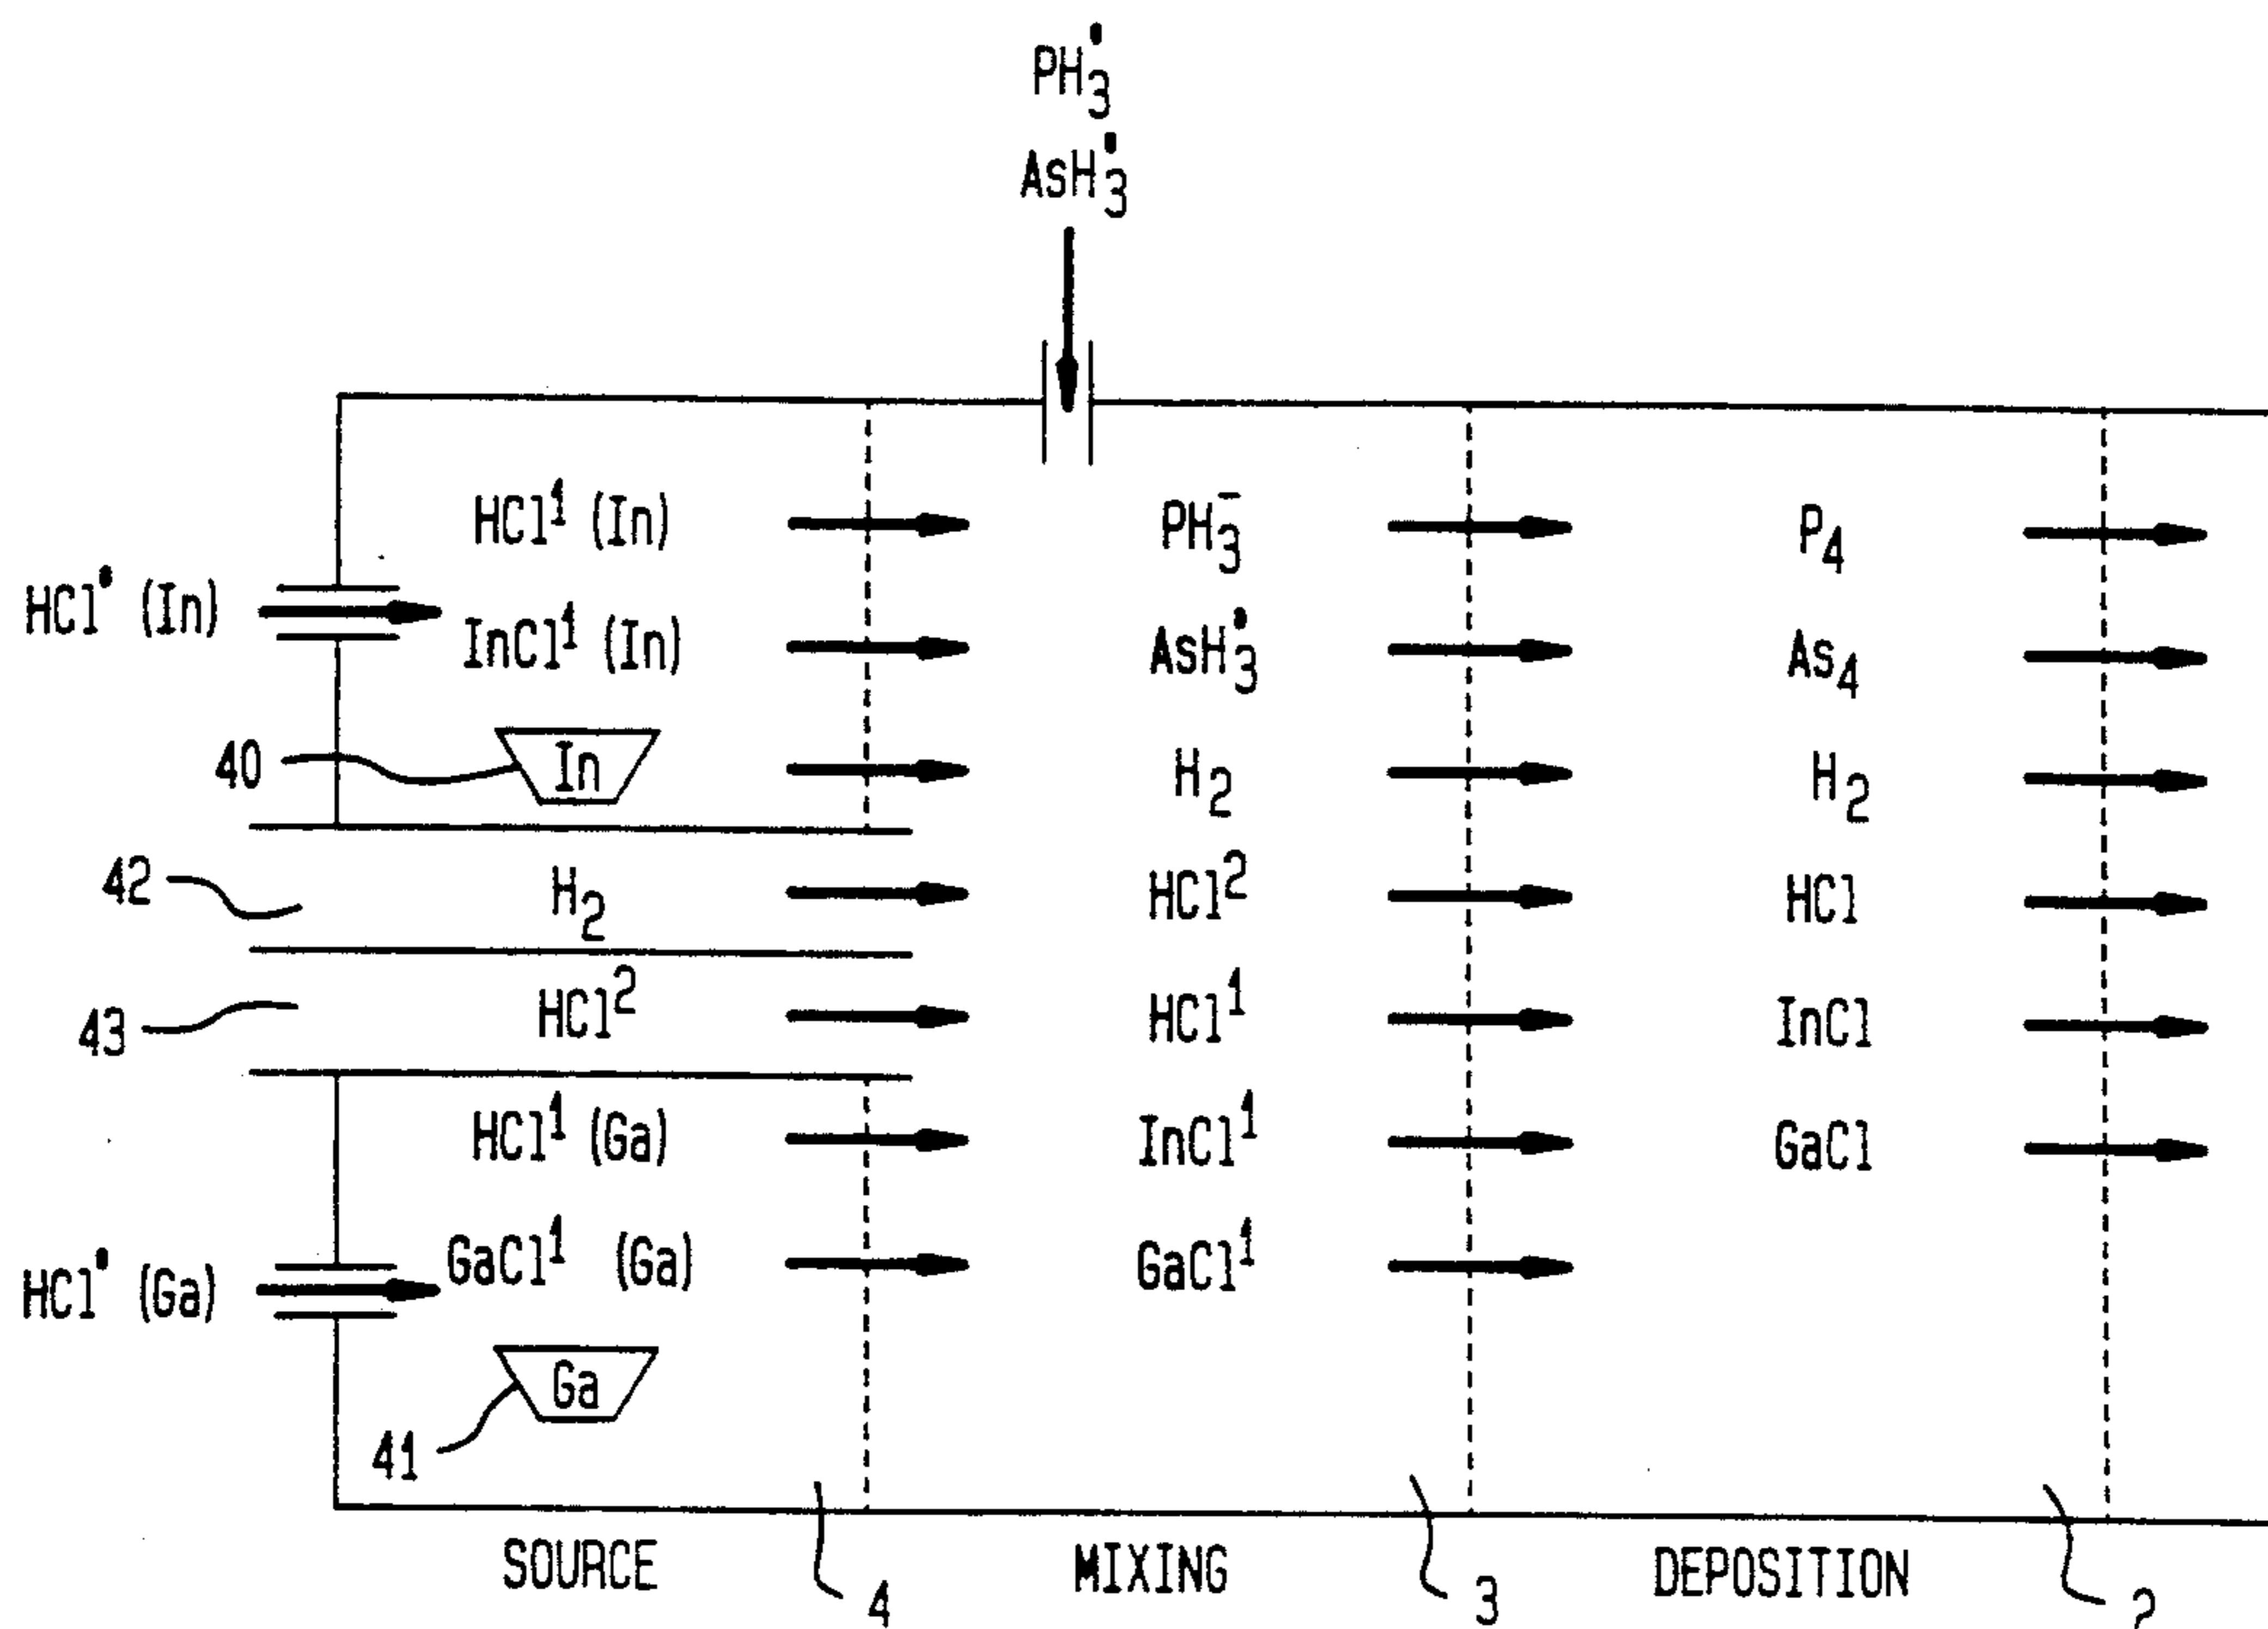 PH₃•
AsH₃•
HCl¹ (In)
PH₃⁻
P₄
HCl• (In)
InCl¹ (In)
AsH₃•
As₄
40
In
H₂
H₂
42
H₂
HCl²
HCl
43
HCl²
HCl¹
InCl
HCl¹ (Ga)
InCl¹
GaCl
HCl• (Ga)
GaCl¹ (Ga)
GaCl¹
Ga
41
SOURCE
4
MIXING
3
DEPOSITION
2